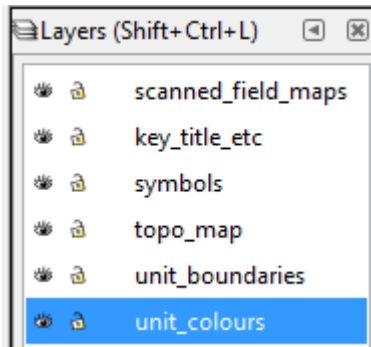 Layers (Shift+Ctrl+L)
scanned_field_maps
key_title_etc
symbols
topo_map
unit_boundaries
unit_colours